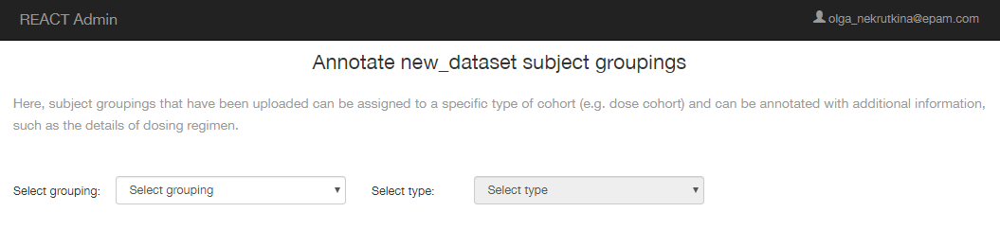 REACT Admin
olga_nekrutkina@epam.com
Annotate new_dataset subject groupings
Here, subject groupings that have been uploaded can be assigned to a specific type of cohort (e.g. dose cohort) and can be annotated with additional information,
such as the details of dosing regimen.
Select grouping: Select grouping Select type: Select type